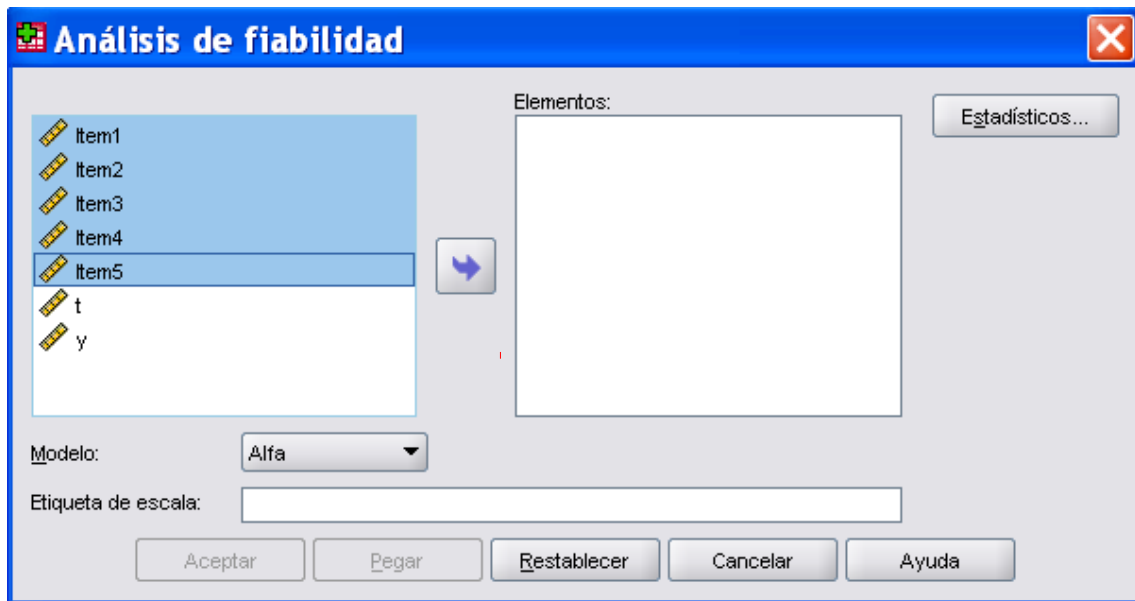 Análisis de fiabilidad
Elementos:
Estadísticos...
Item1
Item2
Item3
Item4
Item5
t
y
Modelo:
Alfa
Etiqueta de escala:
Aceptar
Pegar
Restablecer
Cancelar
Ayuda